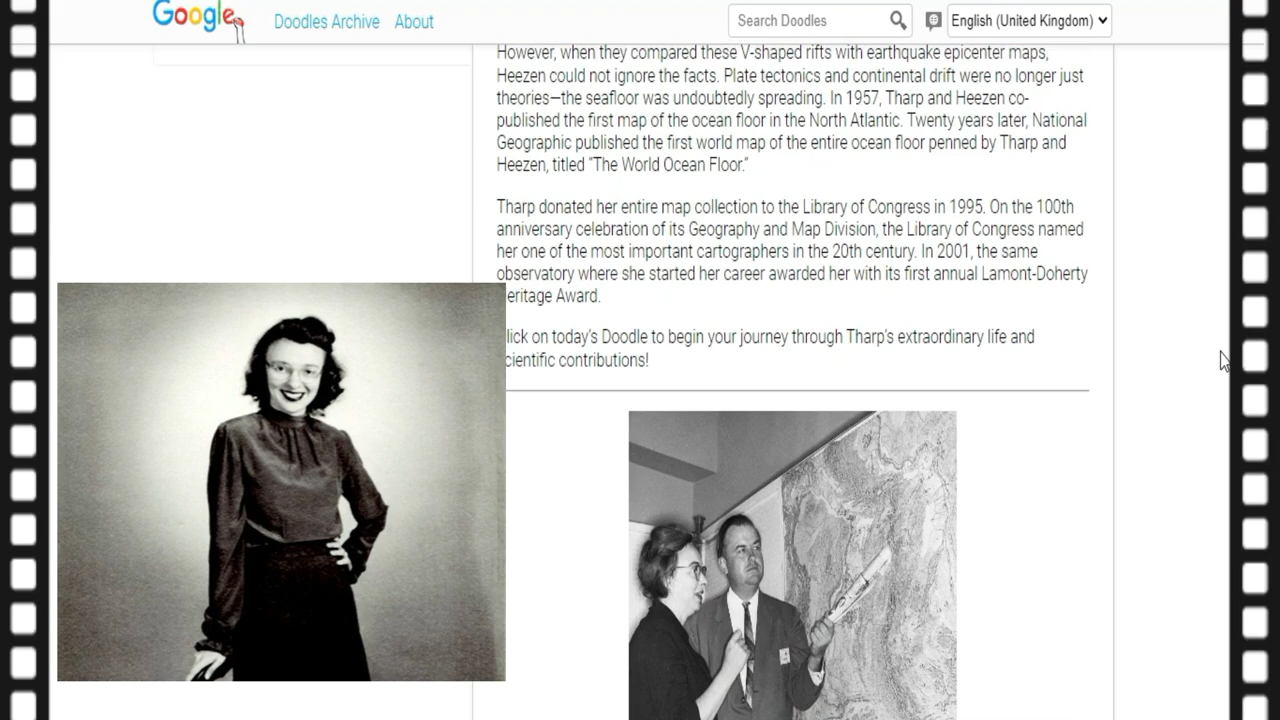 Google
Doodles Archive
About
Search Doodles
English (United Kingdom)
However, when they compared these V-shaped rifts with earthquake epicenter maps,
Heezen could not ignore the facts. Plate tectonics and continental drift were no longer just
theories—the seafloor was undoubtedly spreading. In 1957, Tharp and Heezen co-
published the first map of the ocean floor in the North Atlantic. Twenty years later, National
Geographic published the first world map of the entire ocean floor penned by Tharp and
Heezen, titled “The World Ocean Floor.”
Tharp donated her entire map collection to the Library of Congress in 1995. On the 100th
anniversary celebration of its Geography and Map Division, the Library of Congress named
her one of the most important cartographers in the 20th century. In 2001, the same
observatory where she started her career awarded her with its first annual Lamont-Doherty
eritage Award.
lick on today’s Doodle to begin your journey through Tharp’s extraordinary life and
cientific contributions!